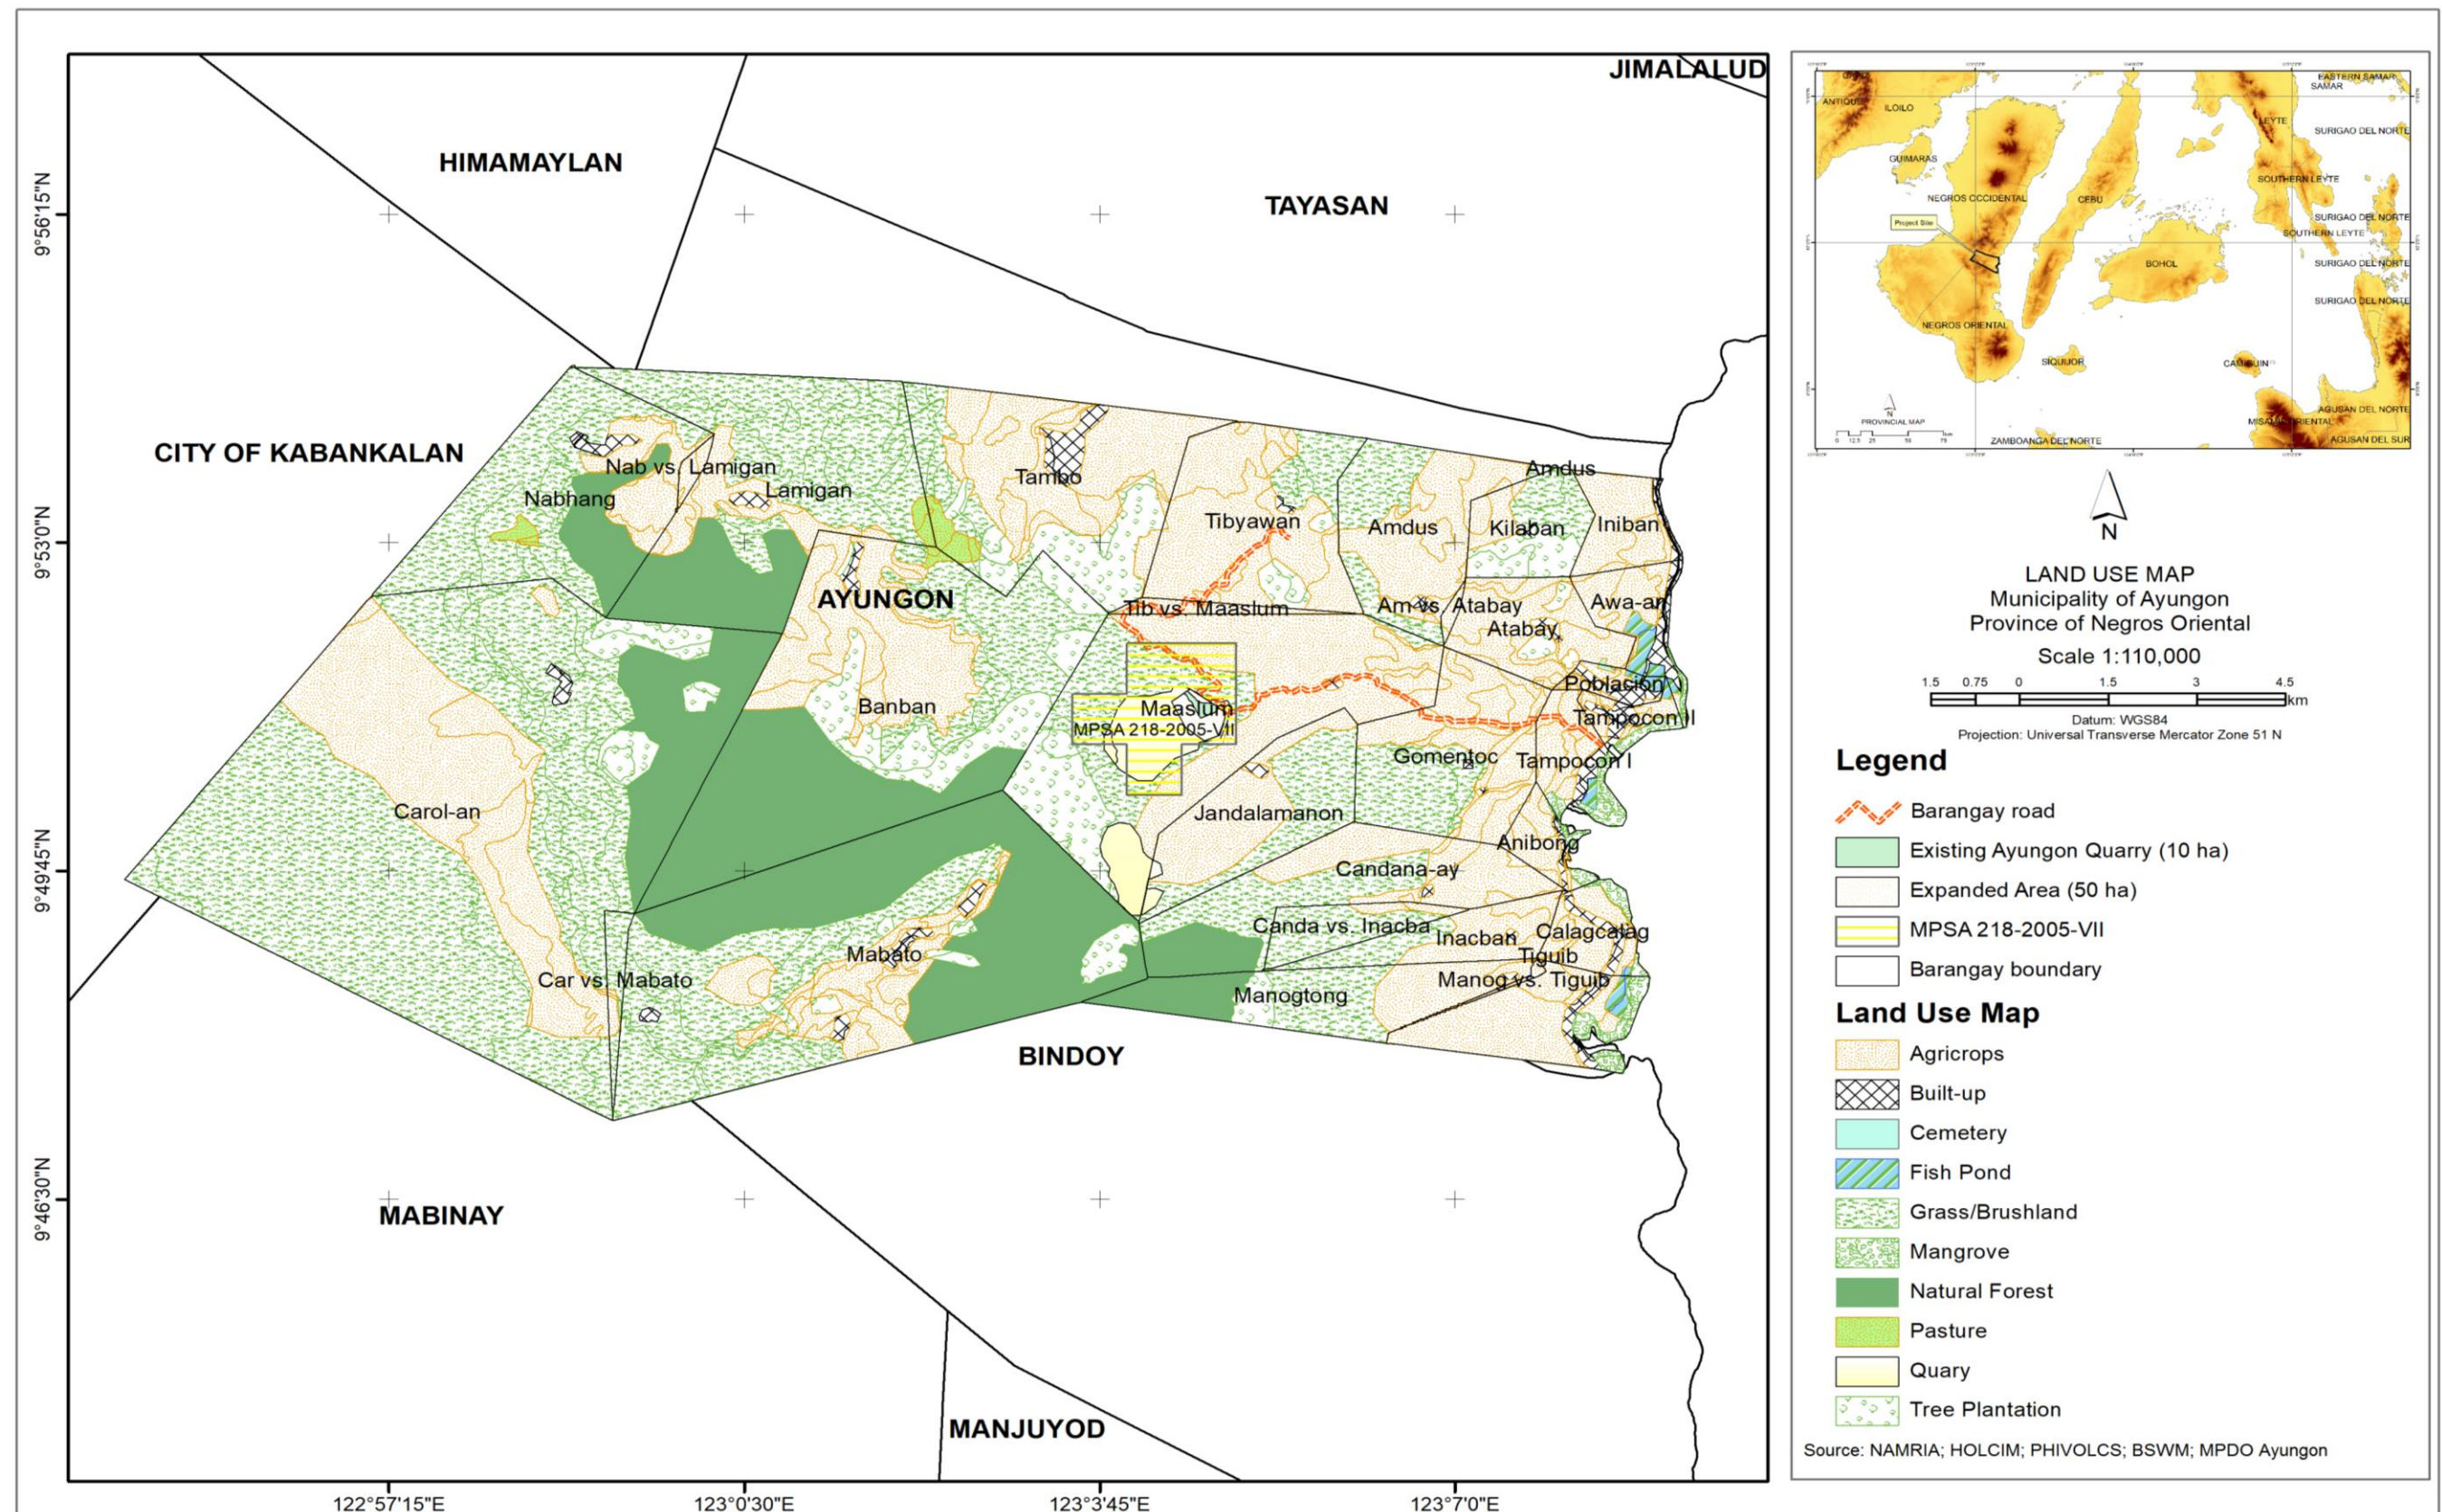 JIMALALUD
HIMAMAYLAN
TAYASAN
CITY OF KABANKALAN
Nab vs. Lamigan
Lamigan
Nabhang
Tambo
Tibyawan
Amdus
Amdus
Kilaban
Iniban
AYUNGON
Tib vs. Maaslum
Am vs. Atabay
Atabay
Awa-an
Banban
Maaslum
MPSA 218-2005-VII
Poblacion
Tampocon II
Gomentoc
Tampocon I
Carol-an
Jandalamanon
Anibong
Candana-ay
Canda vs. Inacba
Inacban
Calagcalag
Tiguib
Mabato
Car vs. Mabato
Manog vs. Tiguib
Manogtong
BINDOY
MABINAY
MANJUYOD
9°56'15"N
9°53'0"N
9°49'45"N
9°46'30"N
122°57'15"E
123°0'30"E
123°3'45"E
123°7'0"E
EASTERN SAMAR
SAMAR
ANTIQUE
ILOILO
LEYTE
SURIGAO DEL NORTE
GUIMARAS
SOUTHERN LEYTE
NEGROS OCCIDENTAL
CEBU
Project Site
SURIGAO DEL NORTE
SOUTHERN LEYTE
BOHOL
SURIGAO DEL NORTE
SURIGAO DEL NORTE
NEGROS ORIENTAL
SIQUIJOR
CAMIGUIN
N
PROVINCIAL MAP
0 12.5 25 50 75
km
AGUSAN DEL NORTE
MISAMIS ORIENTAL
ZAMBOANGA DEL NORTE
AGUSAN DEL SUR
N
LAND USE MAP
Municipality of Ayungon
Province of Negros Oriental
Scale 1:110,000
1.5 0.75 0 1.5 3 4.5
km
Datum: WGS84
Projection: Universal Transverse Mercator Zone 51 N
Legend
Barangay road
Existing Ayungon Quarry (10 ha)
Expanded Area (50 ha)
MPSA 218-2005-VII
Barangay boundary
Land Use Map
Agricrops
Built-up
Cemetery
Fish Pond
Grass/Brushland
Mangrove
Natural Forest
Pasture
Quary
Tree Plantation
Source: NAMRIA; HOLCIM; PHIVOLCS; BSWM; MPDO Ayungon